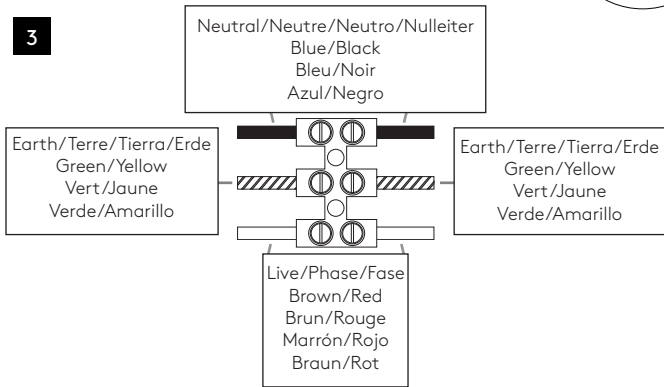 3
Neutral/Neutre/Neutro/Nulleiter
Blue/Black
Bleu/Noir
Azul/Negro
Earth/Terre/Tierra/Erde
Green/Yellow
Vert/Jaune
Verde/Amarillo
Earth/Terre/Tierra/Erde
Green/Yellow
Vert/Jaune
Verde/Amarillo
Live/Phase/Fase
Brown/Red
Brun/Rouge
Marrón/Rojo
Braun/Rot